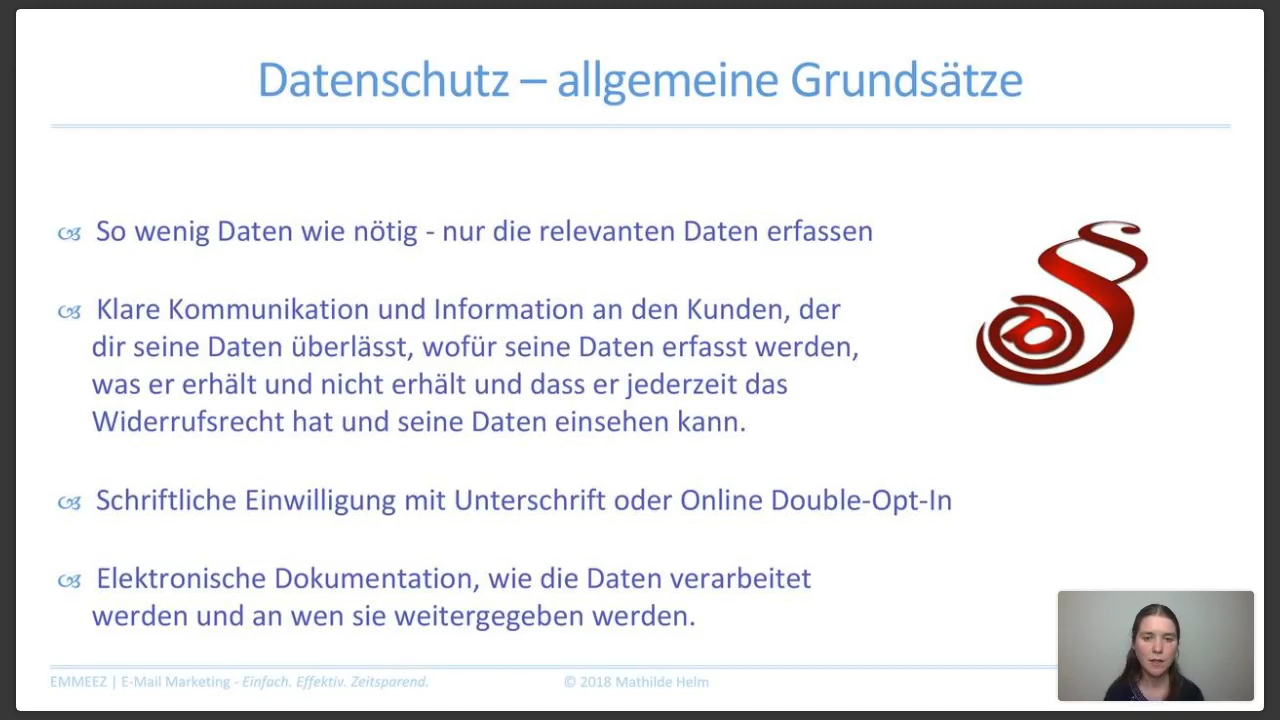 Datenschutz – allgemeine Grundsätze
So wenig Daten wie nötig - nur die relevanten Daten erfassen
Klare Kommunikation und Information an den Kunden, der
dir seine Daten überlässt, wofür seine Daten erfasst werden,
was er erhält und nicht erhält und dass er jederzeit das
Widerrufsrecht hat und seine Daten einsehen kann.
Schriftliche Einwilligung mit Unterschrift oder Online Double-Opt-In
Elektronische Dokumentation, wie die Daten verarbeitet
werden und an wen sie weitergegeben werden.
EMMEEZ | E-Mail Marketing - Einfach. Effektiv. Zeitsparend.
© 2018 Mathilde Helm